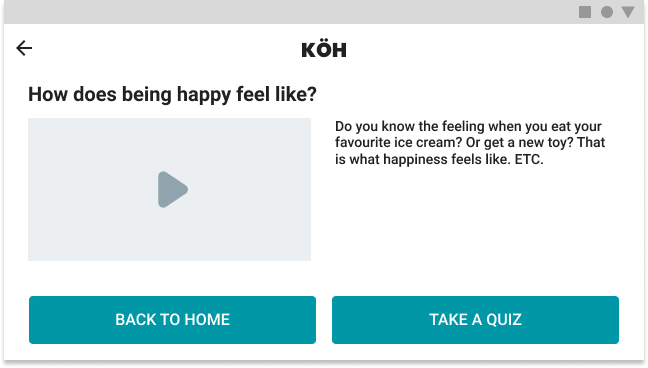 KÖH
How does being happy feel like?
Do you know the feeling when you eat your
favourite ice cream? Or get a new toy? That
is what happiness feels like. ETC.
BACK TO HOME
TAKE A QUIZ